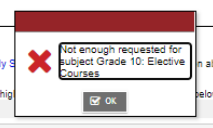 Not enough requested for
subject Grade 10: Elective
Courses
OK